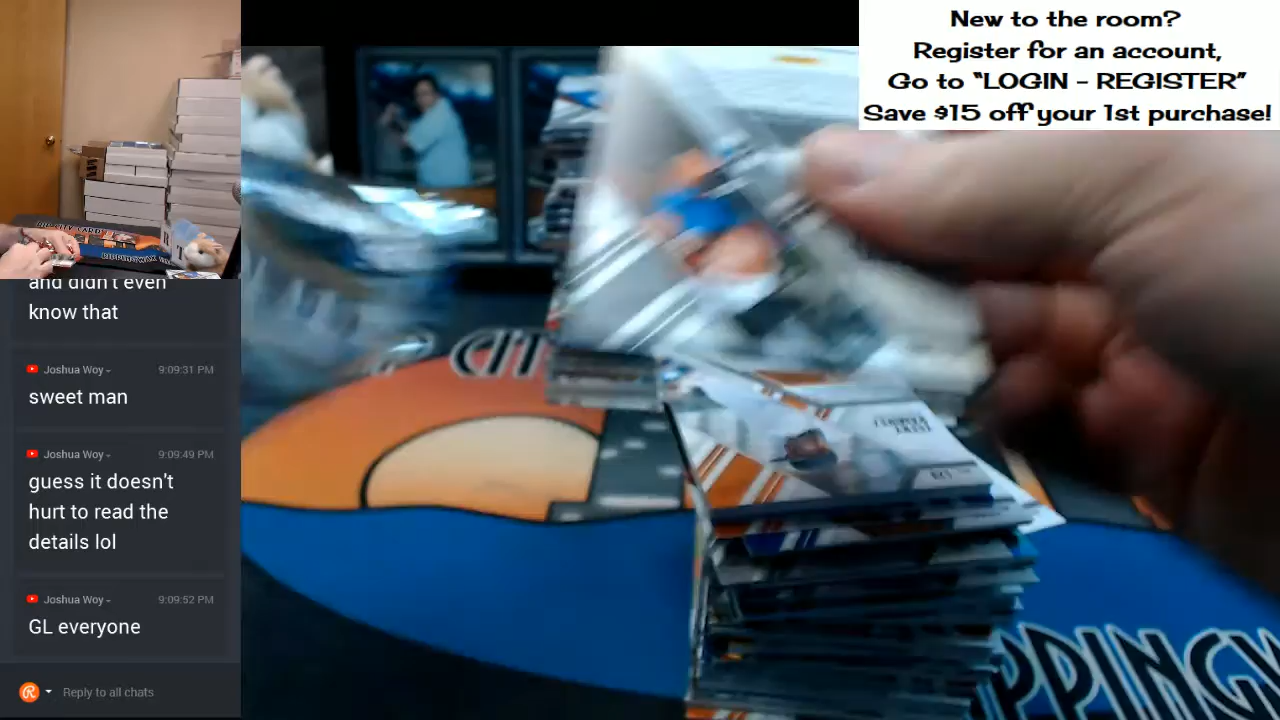 New to the room?
Register for an account,
Go to "LOGIN - REGISTER"
Save $15 off your 1st purchase!
and didn't even
know that
Joshua Woy
9:09:31 PM
sweet man
Joshua Woy
9:09:49 PM
guess it doesn't
hurt to read the
details lol
Joshua Woy
9:09:52 PM
GL everyone
Reply to all chats
CIT
RIPPINGW